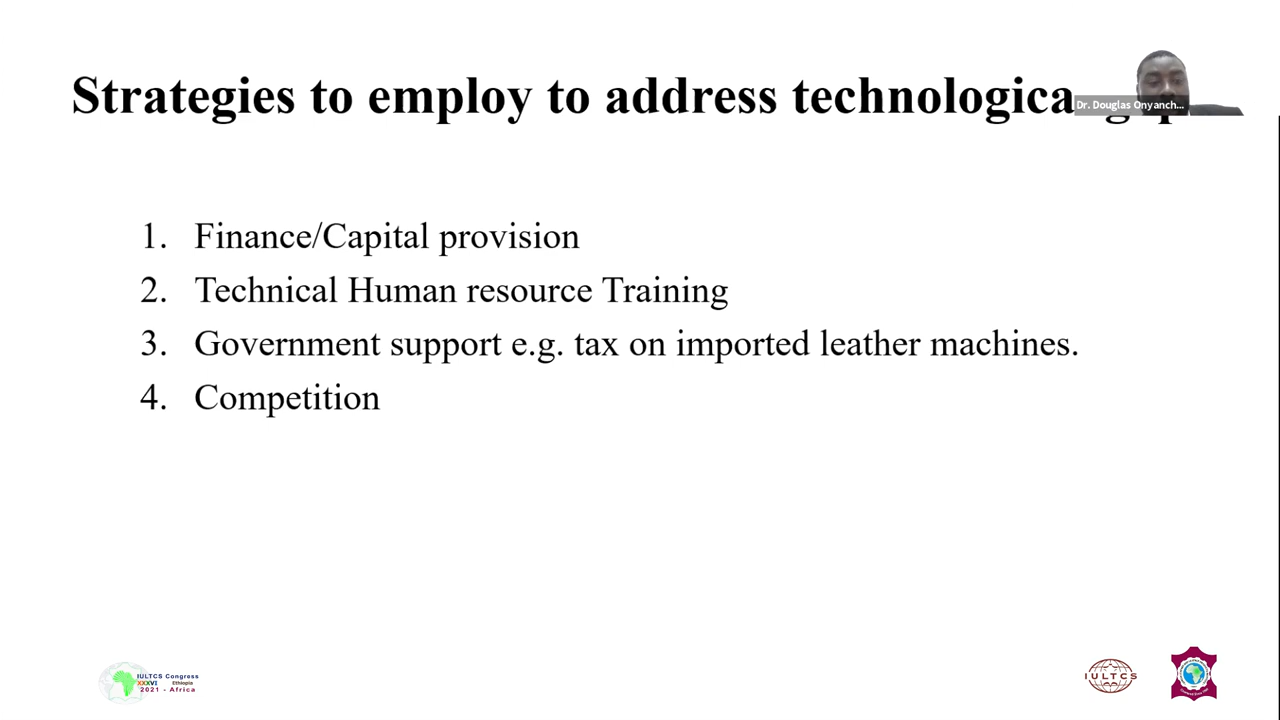 Strategies to employ to address technologica
Dr. Douglas Onyanch...
1. Finance/Capital provision
2. Technical Human resource Training
3. Government support e.g. tax on imported leather machines.
4. Competition
IULTCS Congress
XXXVI Ethiopia
2021 - Africa
IULTCS